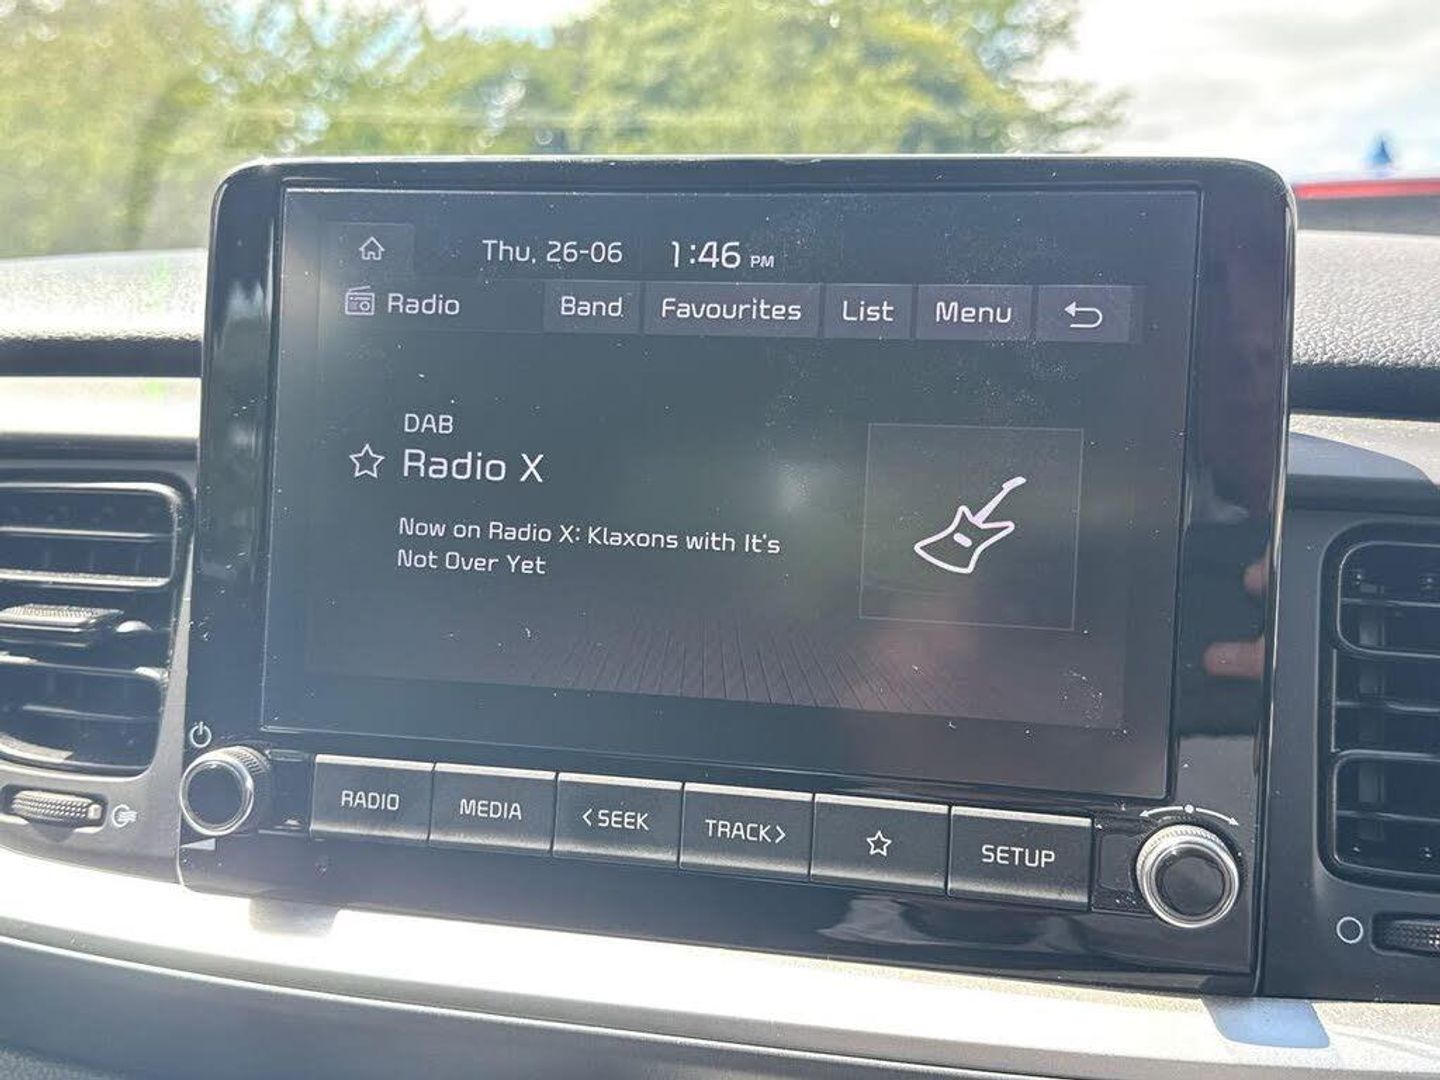 Thu, 26-06 1:46 PM
Radio Band Favourites List Menu
DAB
Radio X
Now on Radio X: Klaxons with It's
Not Over Yet
RADIO MEDIA <SEEK TRACK> SETUP